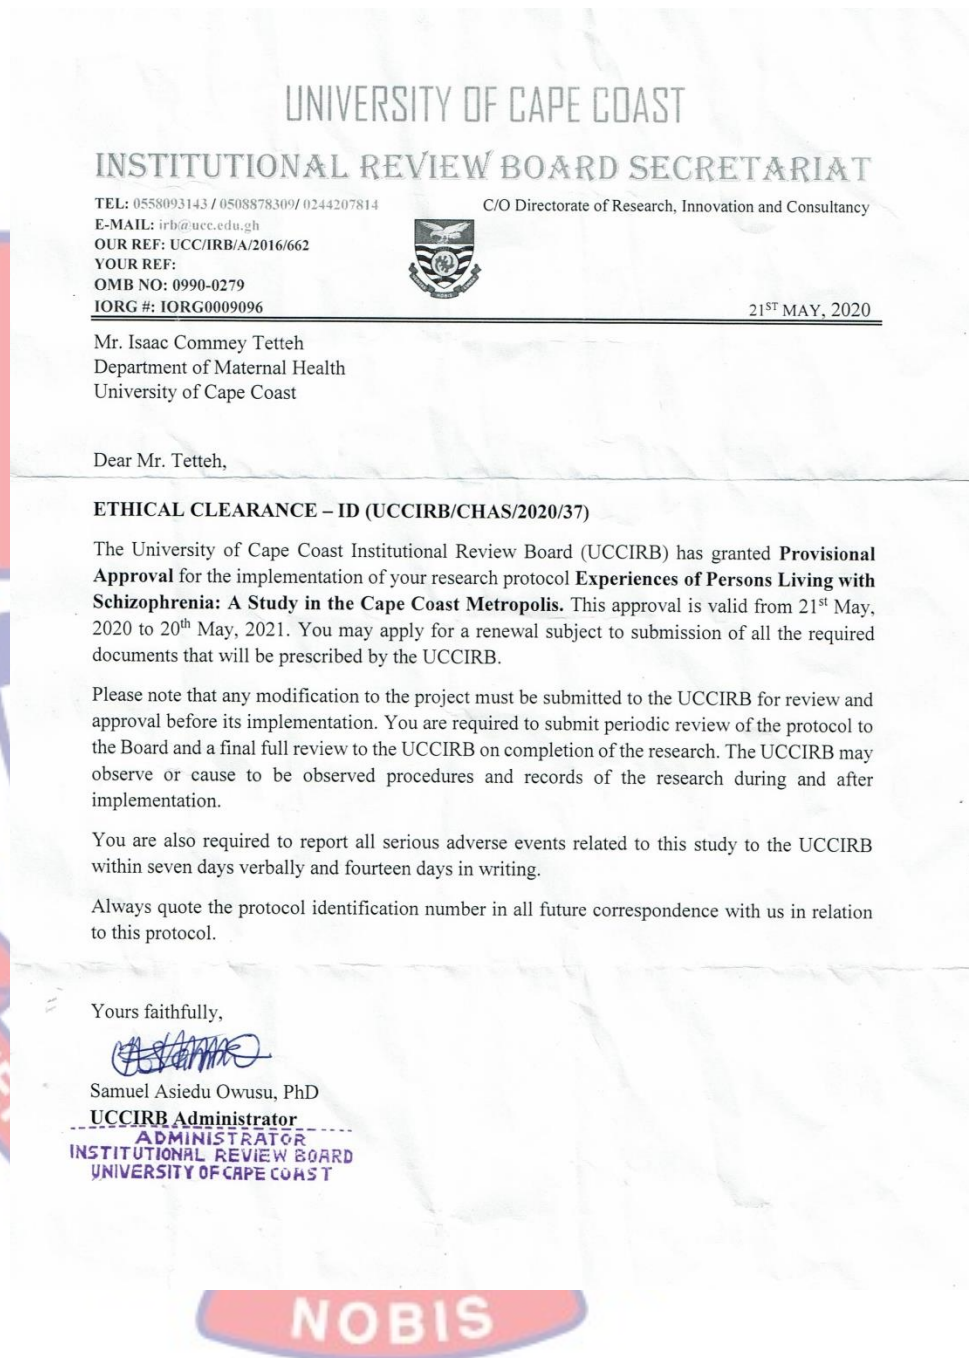 UNIVERSITY OF CAPE COAST
INSTITUTIONAL REVIEW BOARD SECRETARIAT
TEL: 0558093143 / 0508878309/ 0244207814
C/O Directorate of Research, Innovation and Consultancy
E-MAIL: irb@ucc.edu.gh
OUR REF: UCC/IRB/A/2016/662
YOUR REF:
OMB NO: 0990-0279
IORG #: IORG0009096
NOBIS
21ST MAY, 2020
Mr. Isaac Commey Tetteh
Department of Maternal Health
University of Cape Coast
Dear Mr. Tetteh,
ETHICAL CLEARANCE – ID (UCCIRB/CHAS/2020/37)
The University of Cape Coast Institutional Review Board (UCCIRB) has granted Provisional
Approval for the implementation of your research protocol Experiences of Persons Living with
Schizophrenia: A Study in the Cape Coast Metropolis. This approval is valid from 21st May,
2020 to 20th May, 2021. You may apply for a renewal subject to submission of all the required
documents that will be prescribed by the UCCIRB.
Please note that any modification to the project must be submitted to the UCCIRB for review and
approval before its implementation. You are required to submit periodic review of the protocol to
the Board and a final full review to the UCCIRB on completion of the research. The UCCIRB may
observe or cause to be observed procedures and records of the research during and after
implementation.
You are also required to report all serious adverse events related to this study to the UCCIRB
within seven days verbally and fourteen days in writing.
Always quote the protocol identification number in all future correspondence with us in relation
to this protocol.
Yours faithfully,
Samuel Asiedu Owusu, PhD
UCCIRB Administrator
ADMINISTRATOR
INSTITUTIONAL REVIEW BOARD
UNIVERSITY OF CAPE COAST
NOBIS